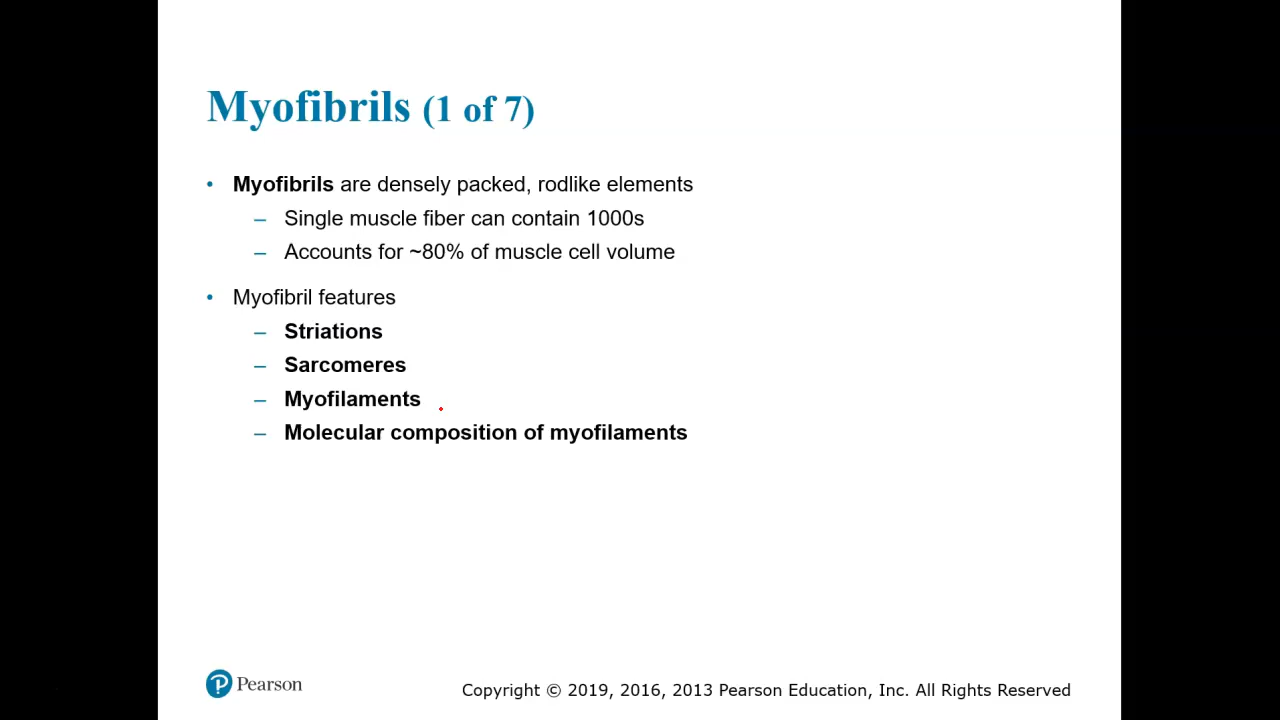 Myofibrils (1 of 7)
• Myofibrils are densely packed, rodlike elements
– Single muscle fiber can contain 1000s
– Accounts for ~80% of muscle cell volume
• Myofibril features
– Striations
– Sarcomeres
– Myofilaments
– Molecular composition of myofilaments
Pearson
Copyright © 2019, 2016, 2013 Pearson Education, Inc. All Rights Reserved